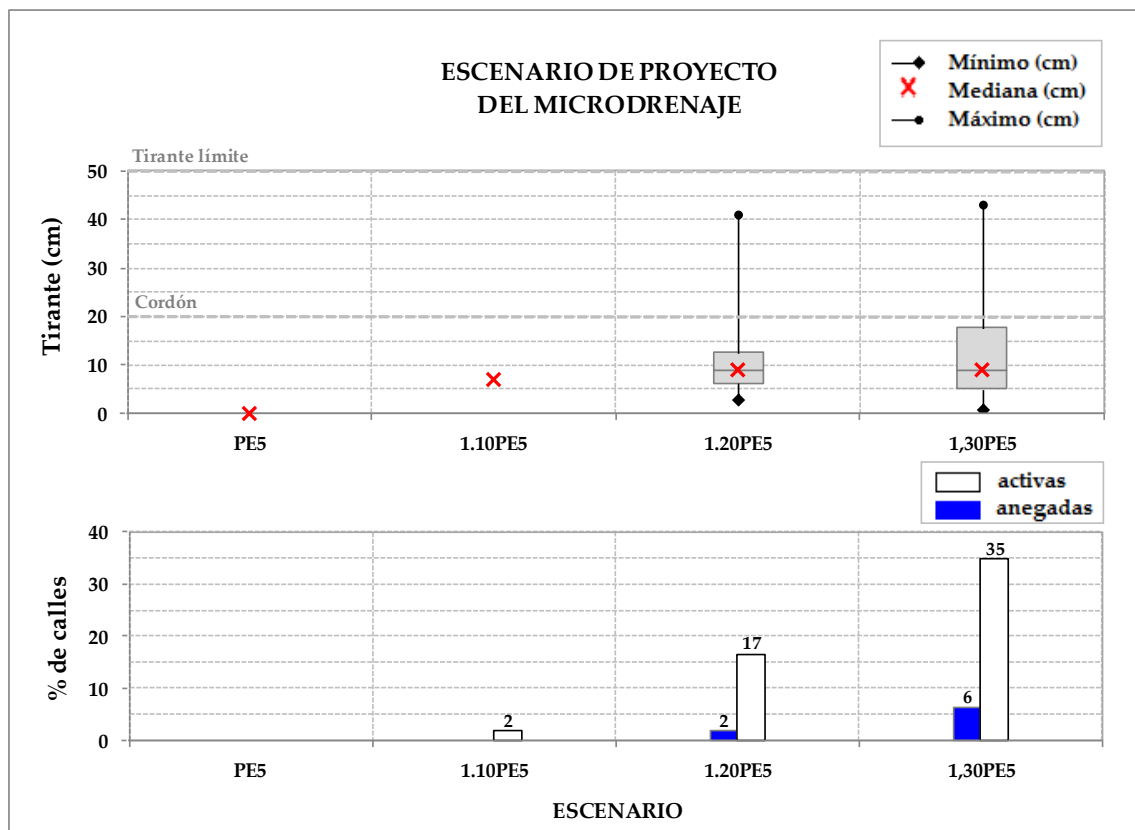 ESCENARIO DE PROYECTO
DEL MICRODRENAJE
Mínimo (cm)
Mediana (cm)
Máximo (cm)
Tirante límite
50
40
30
Cordón
20
10
0
Tirante (cm)
PE5 1.10PE5 1.20PE5 1,30PE5
activas
anegadas
40
30
20
10
0
% de calles
2
2
17
6
35
PE5 1.10PE5 1.20PE5 1,30PE5
ESCENARIO